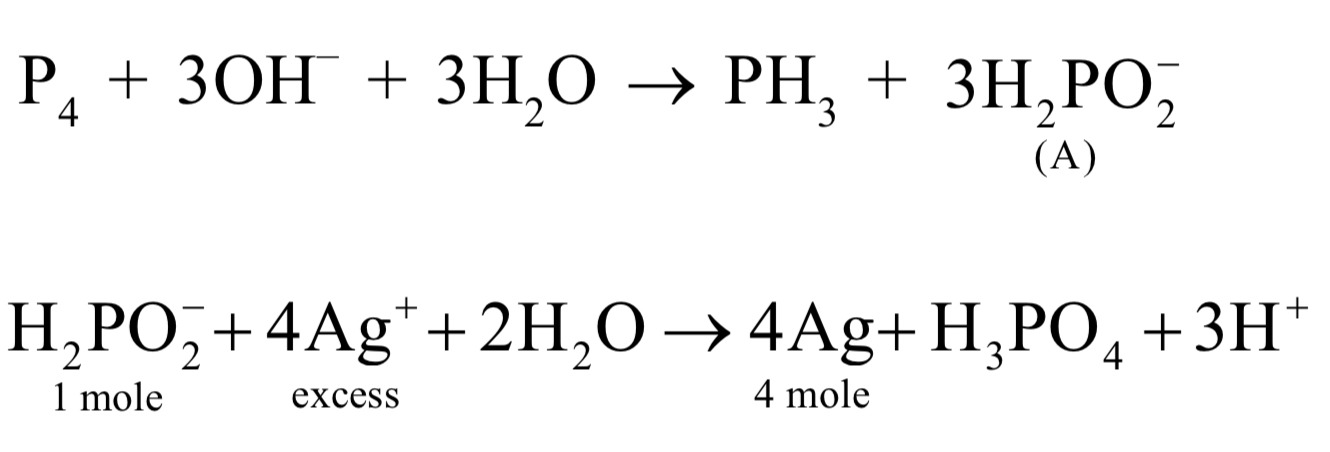 P₄ + 3OH⁻ + 3H₂O → PH₃ + 3H₂PO₂⁻
(A)
H₂PO₂⁻ + 4Ag⁺ + 2H₂O → 4Ag + H₃PO₄ + 3H⁺
1 mole excess 4 mole